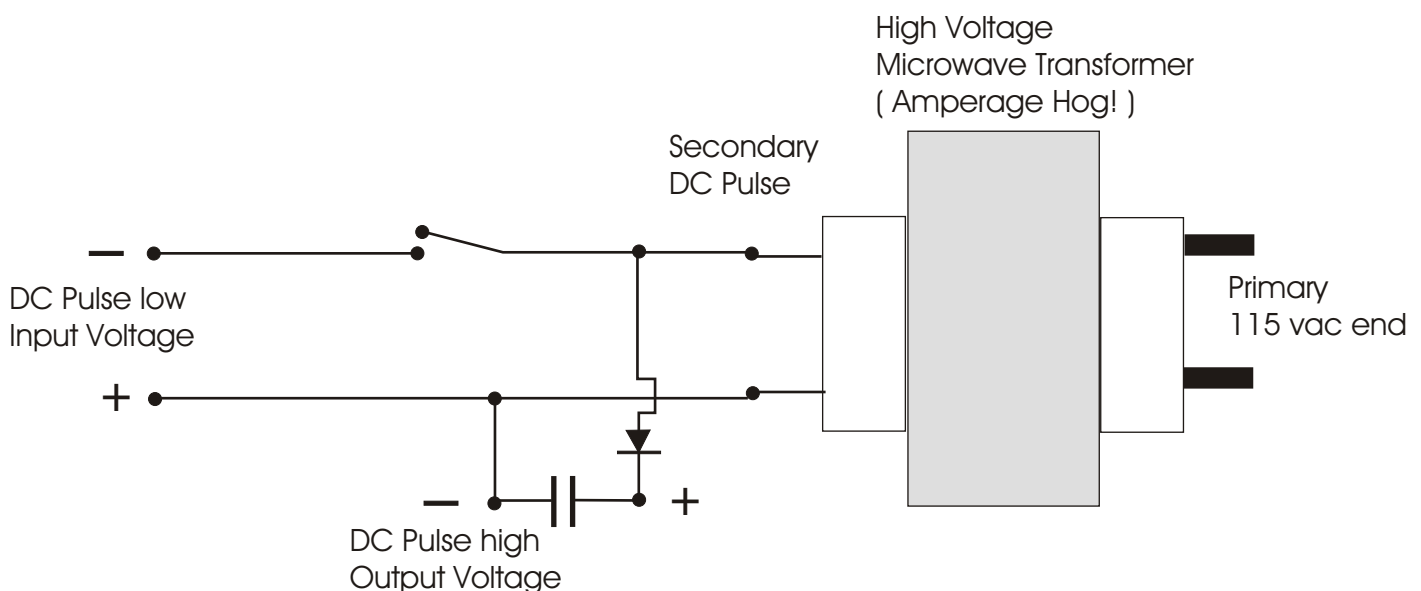 High Voltage
Microwave Transformer
( Amperage Hog! )
Secondary
DC Pulse
−
DC Pulse low
Input Voltage
+
Primary
115 vac end
−
+
DC Pulse high
Output Voltage